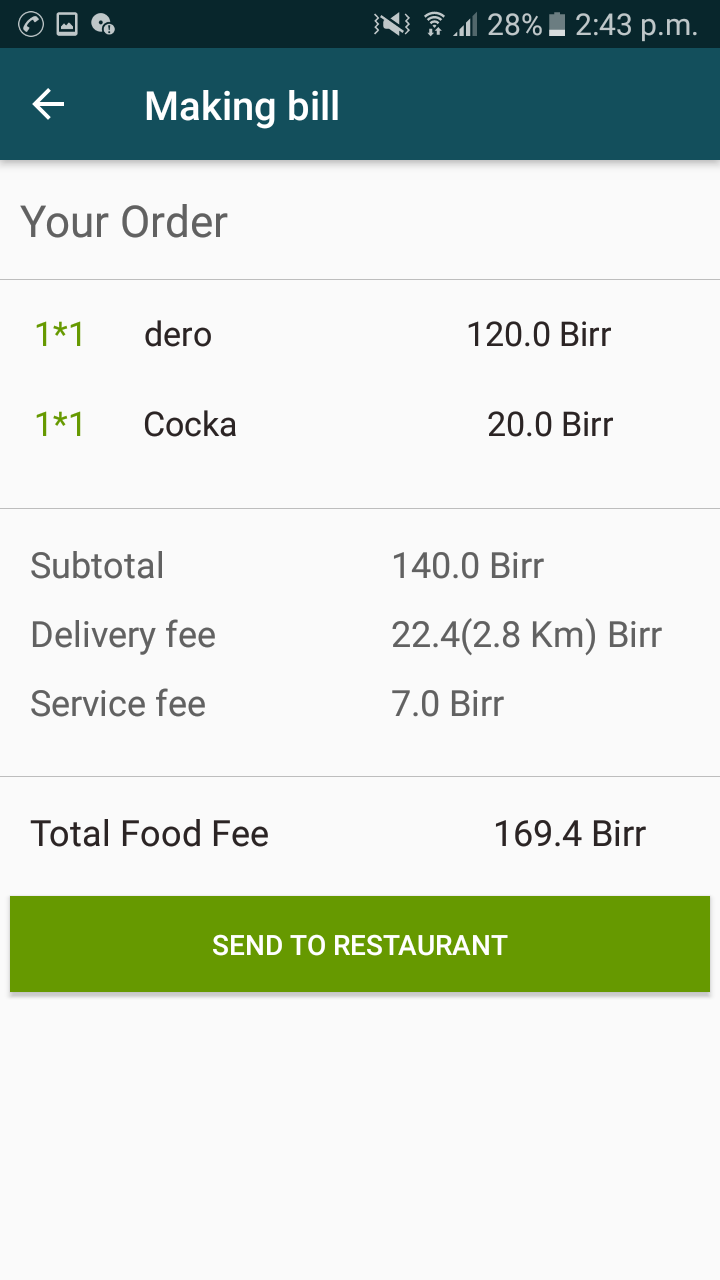 28% 2:43 p.m.
Making bill
Your Order
1*1 dero 120.0 Birr
1*1 Cocka 20.0 Birr
Subtotal 140.0 Birr
Delivery fee 22.4(2.8 Km) Birr
Service fee 7.0 Birr
Total Food Fee 169.4 Birr
SEND TO RESTAURANT